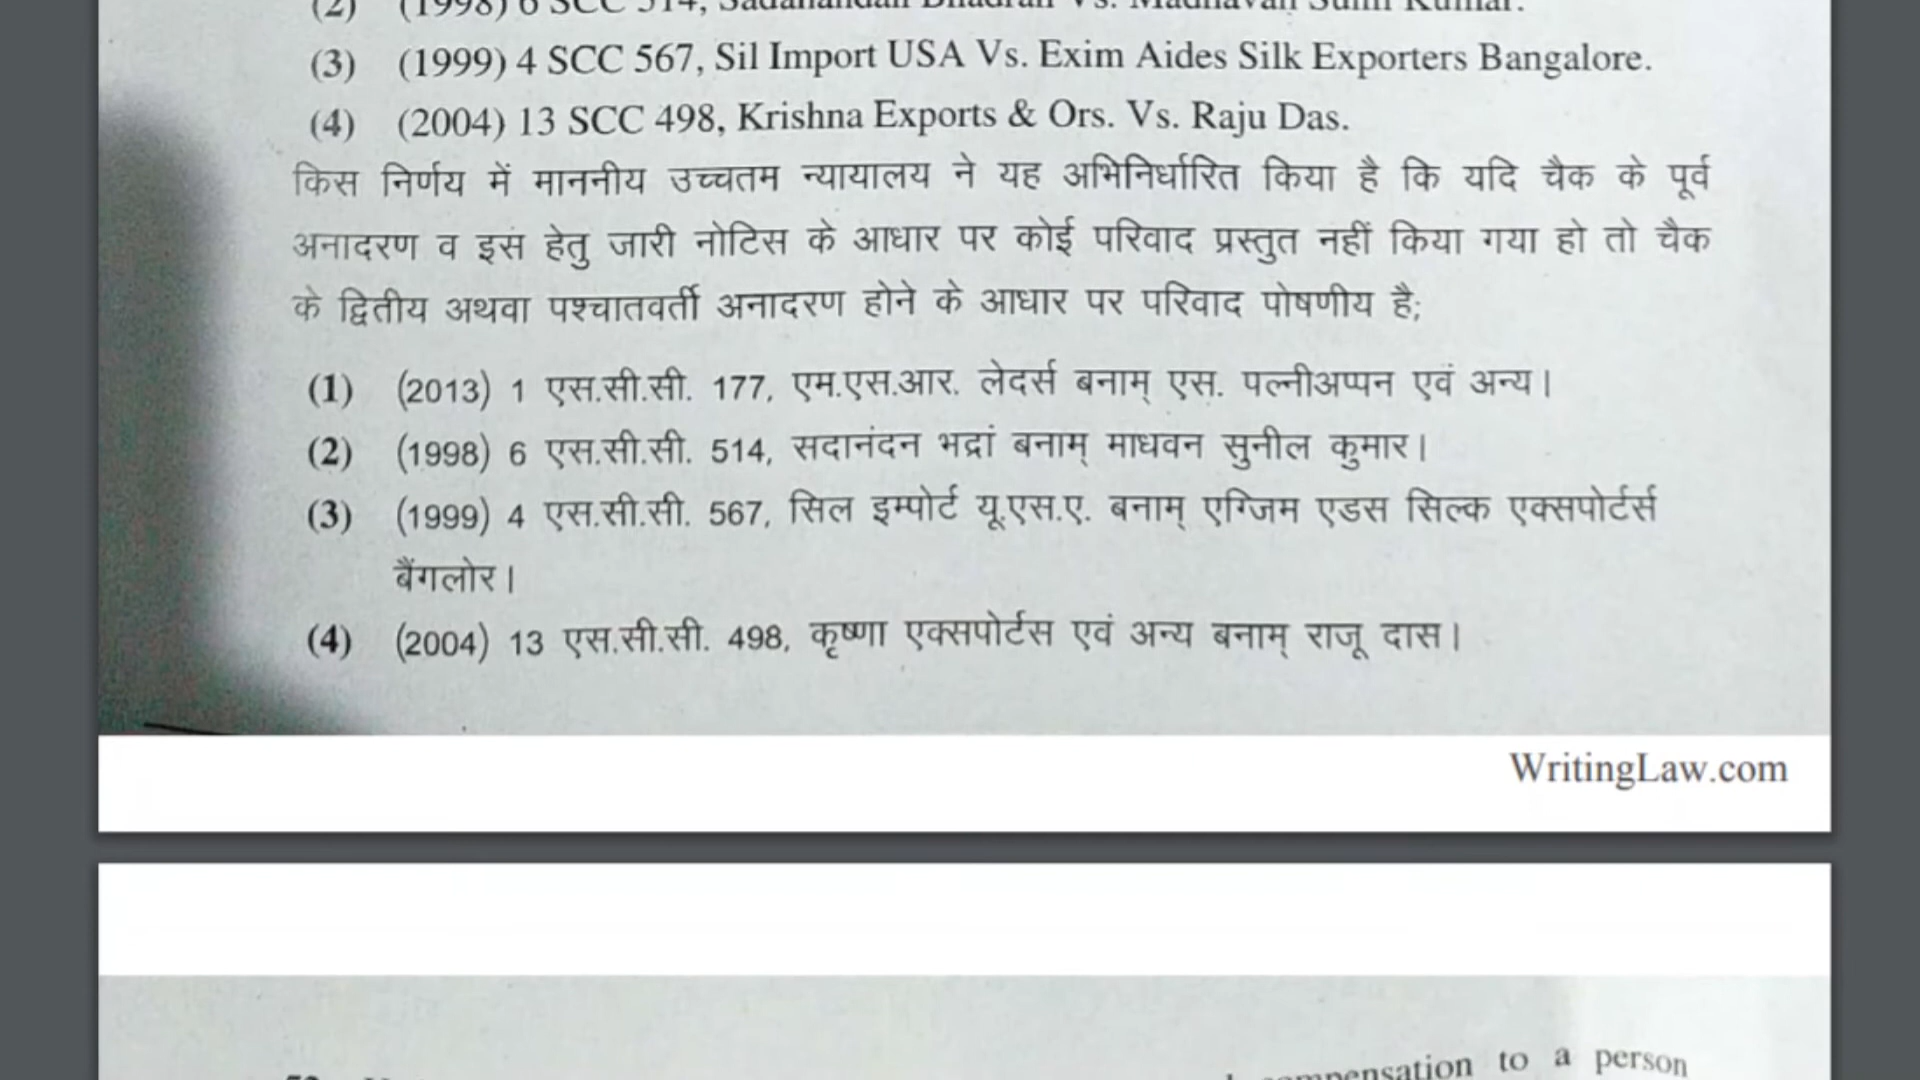 (2) (1998) 6 SCC 514, Sadanandan Bhadran Vs. Madhavan Sunil Kumar.
(3) (1999) 4 SCC 567, Sil Import USA Vs. Exim Aides Silk Exporters Bangalore.
(4) (2004) 13 SCC 498, Krishna Exports & Ors. Vs. Raju Das.
किस निर्णय में माननीय उच्चतम न्यायालय ने यह अभिनिर्धारित किया है कि यदि चैक के पूर्व
अनादरण व इस हेतु जारी नोटिस के आधार पर कोई परिवाद प्रस्तुत नहीं किया गया हो तो चैक
के द्वितीय अथवा पश्चातवर्ती अनादरण होने के आधार पर परिवाद पोषणीय है;
(1) (2013) 1 एस.सी.सी. 177, एम.एस.आर. लेदर्स बनाम् एस. पल्नीअप्पन एवं अन्य।
(2) (1998) 6 एस.सी.सी. 514, सदानंदन भद्रां बनाम् माधवन सुनील कुमार।
(3) (1999) 4 एस.सी.सी. 567, सिल इम्पोर्ट यू.एस.ए. बनाम् एग्जिम एडस सिल्क एक्सपोर्टर्स
बैंगलोर।
(4) (2004) 13 एस.सी.सी. 498, कृष्णा एक्सपोर्टस एवं अन्य बनाम् राजू दास।
WritingLaw.com
compensation to a person